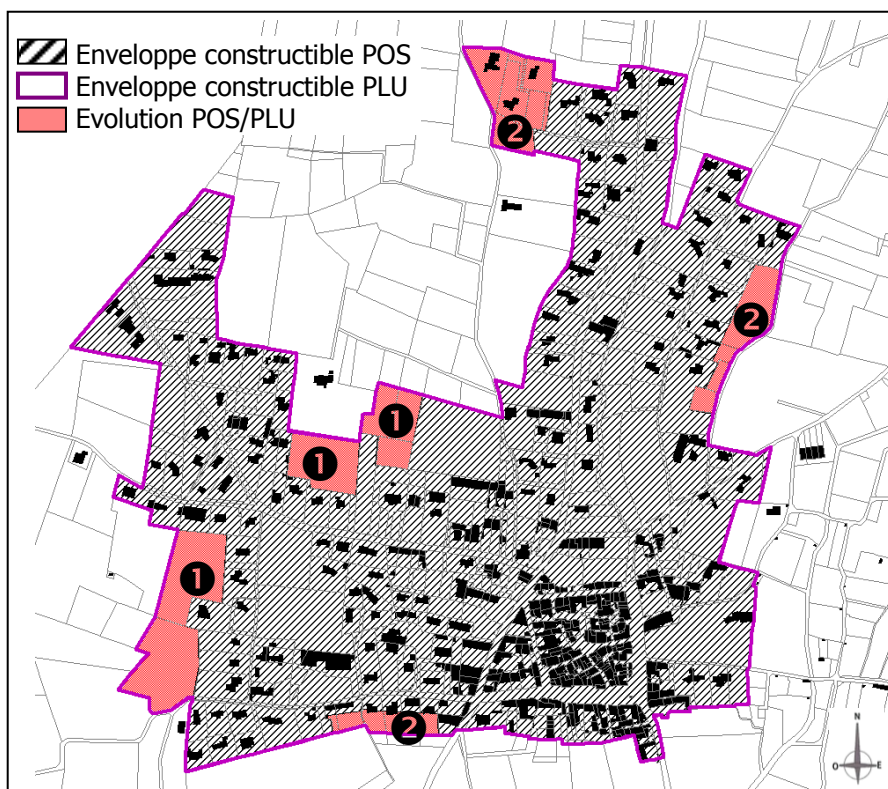 Enveloppe constructible POS
Enveloppe constructible PLU
Evolution POS/PLU
2
2
1
1
1
2
N
O E
S